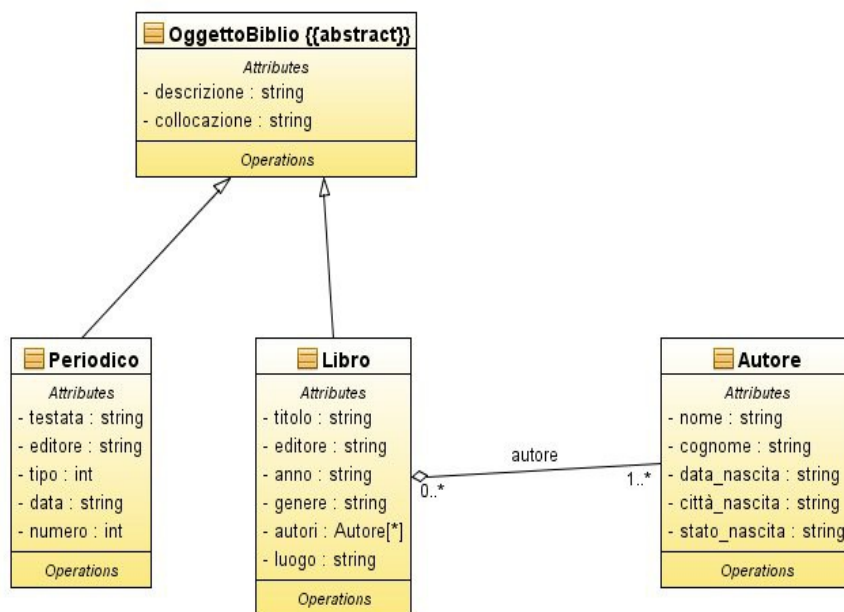 OggettoBiblio {{abstract}}
Attributes
- descrizione : string
- collocazione : string
Operations
Periodico
Attributes
- testata : string
- editore : string
- tipo : int
- data : string
- numero : int
Operations
Libro
Attributes
- titolo : string
- editore : string
- anno : string
- genere : string
- autori : Autore[*]
- luogo : string
Operations
autore
0..*
1..*
Autore
Attributes
- nome : string
- cognome : string
- data_nascita : string
- città_nascita : string
- stato_nascita : string
Operations